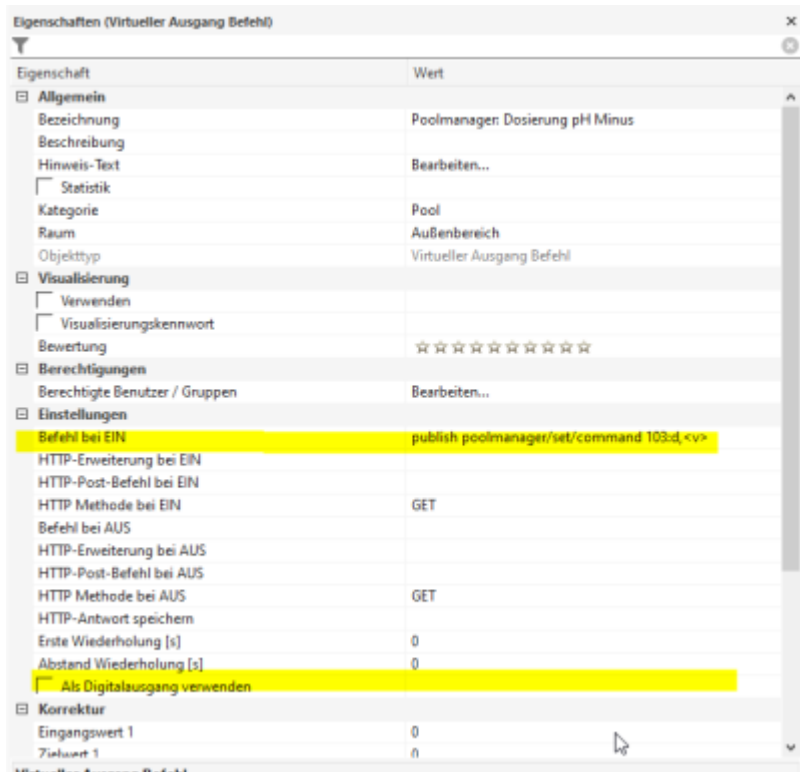 Eigenschaften (Virtueller Ausgang Befehl)
Eigenschaft Wert
Allgemein
Bezeichnung Poolmanager: Dosierung pH Minus
Beschreibung
Hinweis-Text Bearbeiten...
Statistik
Kategorie Pool
Raum Außenbereich
Objekttyp Virtueller Ausgang Befehl
Visualisierung
Verwenden
Visualisierungskennwort
Bewertung
Berechtigungen
Berechtigte Benutzer / Gruppen Bearbeiten...
Einstellungen
Befehl bei EIN publish poolmanager/set/command 103:d,<v>
HTTP-Erweiterung bei EIN
HTTP-Post-Befehl bei EIN
HTTP Methode bei EIN GET
Befehl bei AUS
HTTP-Erweiterung bei AUS
HTTP-Post-Befehl bei AUS
HTTP Methode bei AUS GET
HTTP-Antwort speichern
Erste Wiederholung [s] 0
Abstand Wiederholung [s] 0
Als Digitalausgang verwenden
Korrektur
Eingangswert 1 0
Zielwert 1 0
Virtueller Ausgang Befehl